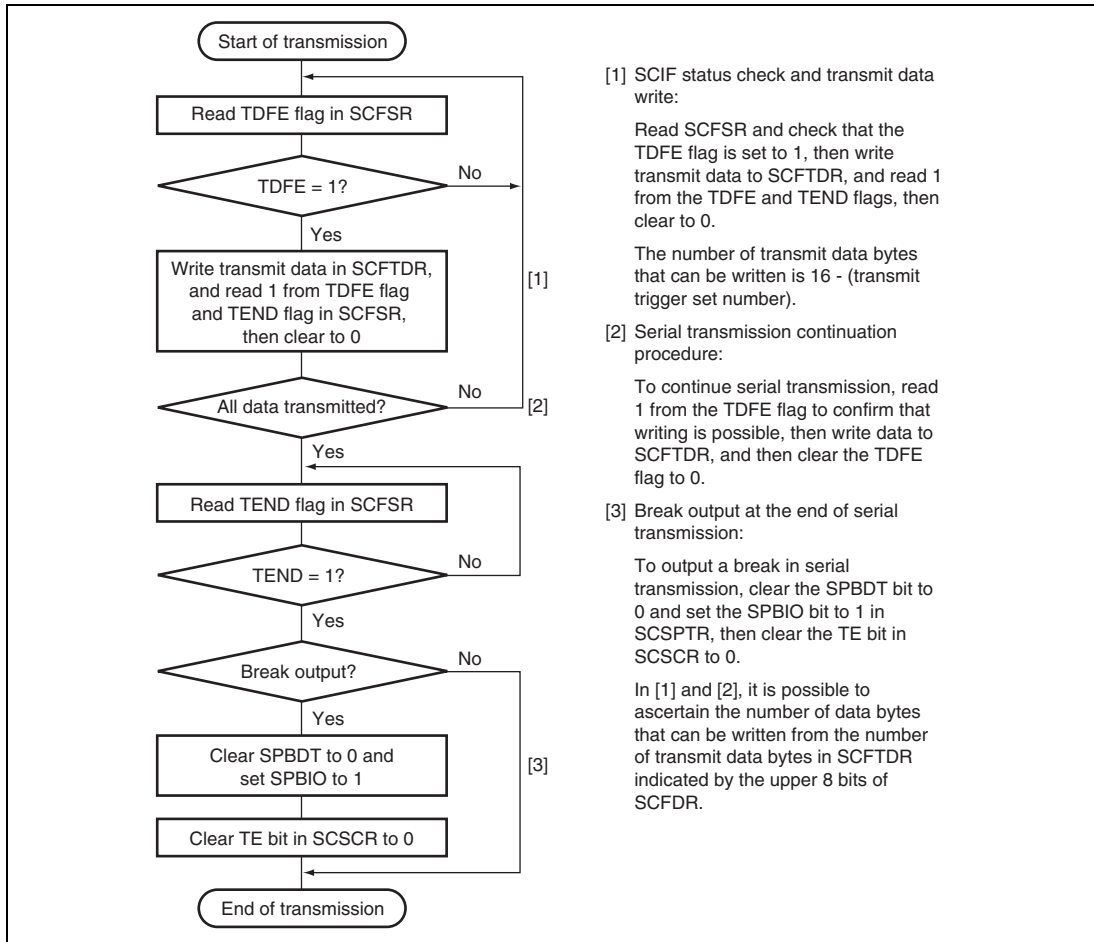 Start of transmission
Read TDFE flag in SCFSR
TDFE = 1?
No
Yes
Write transmit data in SCFTDR,
and read 1 from TDFE flag
and TEND flag in SCFSR,
then clear to 0
[1]
All data transmitted?
No
[2]
Yes
Read TEND flag in SCFSR
TEND = 1?
No
Yes
Break output?
No
Yes
Clear SPBDT to 0 and
set SPBIO to 1
[3]
Clear TE bit in SCSCR to 0
End of transmission
[1] SCIF status check and transmit data
write:
Read SCFSR and check that the
TDFE flag is set to 1, then write
transmit data to SCFTDR, and read 1
from the TDFE and TEND flags, then
clear to 0.
The number of transmit data bytes
that can be written is 16 - (transmit
trigger set number).
[2] Serial transmission continuation
procedure:
To continue serial transmission, read
1 from the TDFE flag to confirm that
writing is possible, then write data to
SCFTDR, and then clear the TDFE
flag to 0.
[3] Break output at the end of serial
transmission:
To output a break in serial
transmission, clear the SPBDT bit to
0 and set the SPBIO bit to 1 in
SCSPTR, then clear the TE bit in
SCSCR to 0.
In [1] and [2], it is possible to
ascertain the number of data bytes
that can be written from the number
of transmit data bytes in SCFTDR
indicated by the upper 8 bits of
SCFDR.